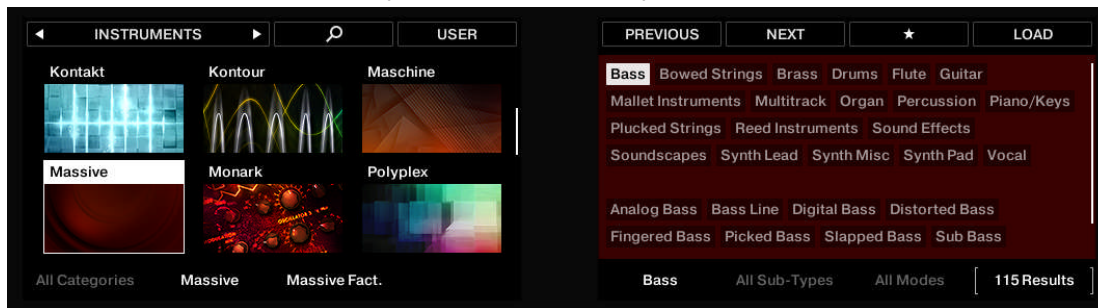 INSTRUMENTS USER
Kontakt Kontour Maschine
Massive Monark Polyplex
OSCILLATOR 3
All Categories Massive Massive Fact.
PREVIOUS NEXT ★ LOAD
Bass Bowed Strings Brass Drums Flute Guitar
Mallet Instruments Multitrack Organ Percussion Piano/Keys
Plucked Strings Reed Instruments Sound Effects
Soundscapes Synth Lead Synth Misc Synth Pad Vocal
Analog Bass Bass Line Digital Bass Distorted Bass
Fingered Bass Picked Bass Slapped Bass Sub Bass
Bass All Sub-Types All Modes 115 Results